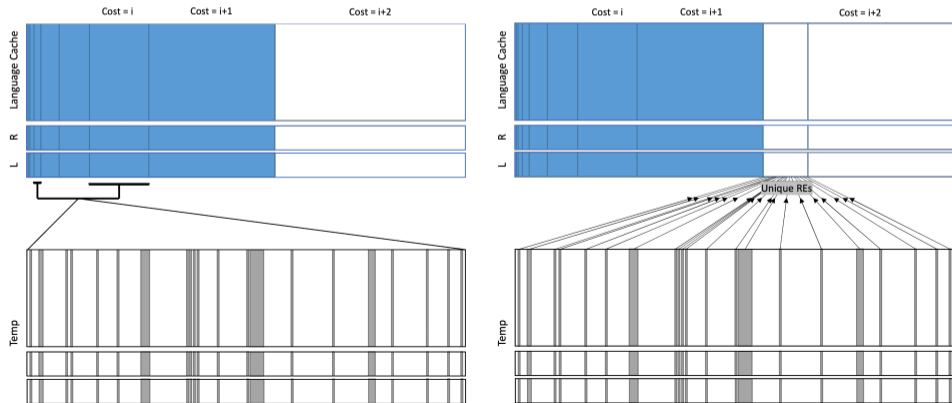 Cost = i
Cost = i+1
Cost = i+2
Language Cache
R
L
Temp
Cost = i
Cost = i+1
Cost = i+2
Language Cache
R
L
Unique REs
Temp